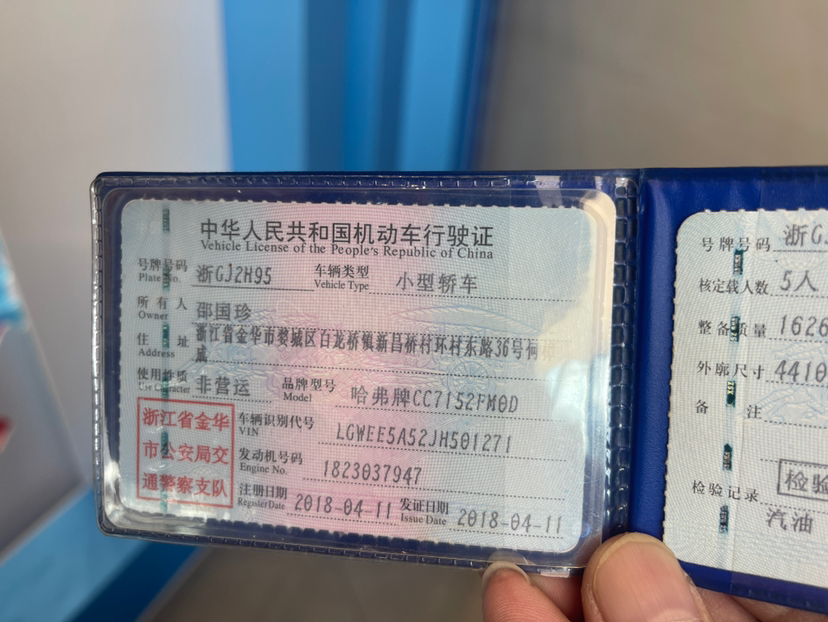 中华人民共和国机动车行驶证
Vehicle License of the People's Republic of China
号牌号码 浙GJ2H95 车辆类型 小型轿车
Plate No. Vehicle Type
所有人 邵国珍
Owner
住址 浙江省金华市婺城区百龙桥镇新昌桥村环村东路36号何
Address 威
使用性质 非营运 品牌型号 哈弗牌CC7152FM0D
Use Character Model
浙江省金华
市公安局交
通警察支队
车辆识别代号 LGWEE5A52JH501271
VIN
发动机号码 1823037947
Engine No.
注册日期 2018-04-11 发证日期 2018-04-11
Register Date Issue Date
号牌号码 浙G
核定载人数 5人
整备质量 1626
外廓尺寸 4410
备注
检验记录 检验
汽油